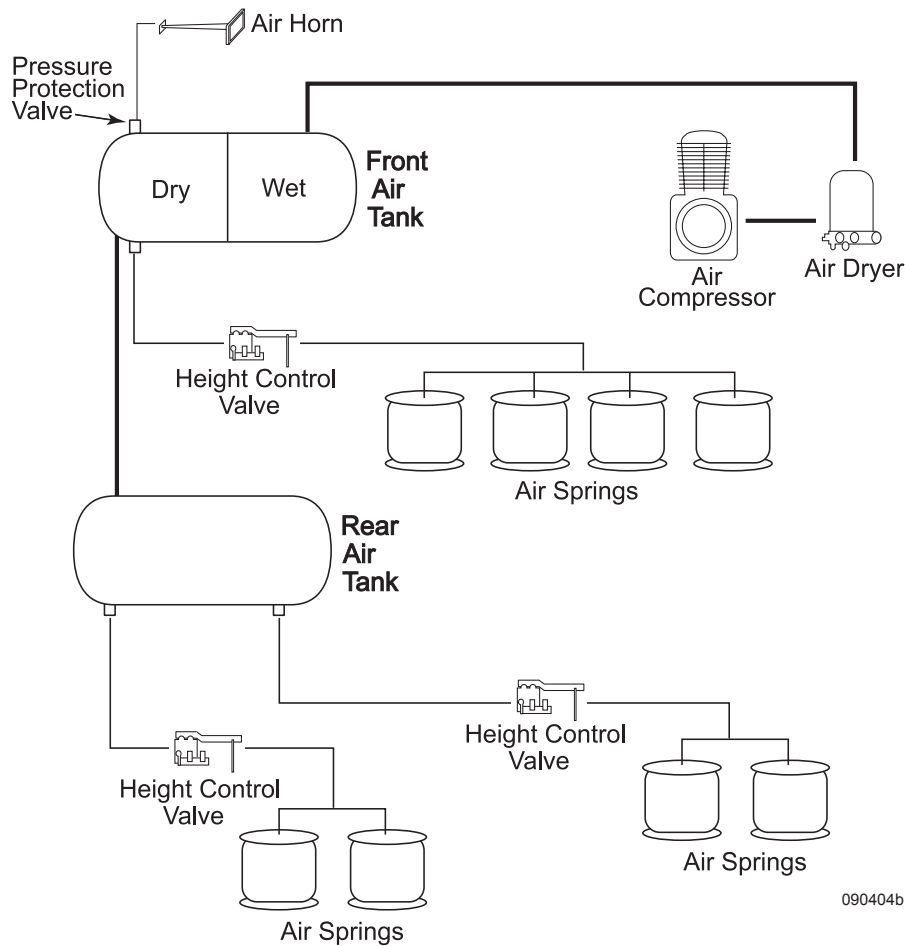 Air Horn
Pressure
Protection
Valve
Dry
Wet
Front
Air
Tank
Air
Compressor
Air Dryer
Height Control
Valve
Air Springs
Rear
Air
Tank
Height Control
Valve
Height Control
Valve
Air Springs
Air Springs
090404b